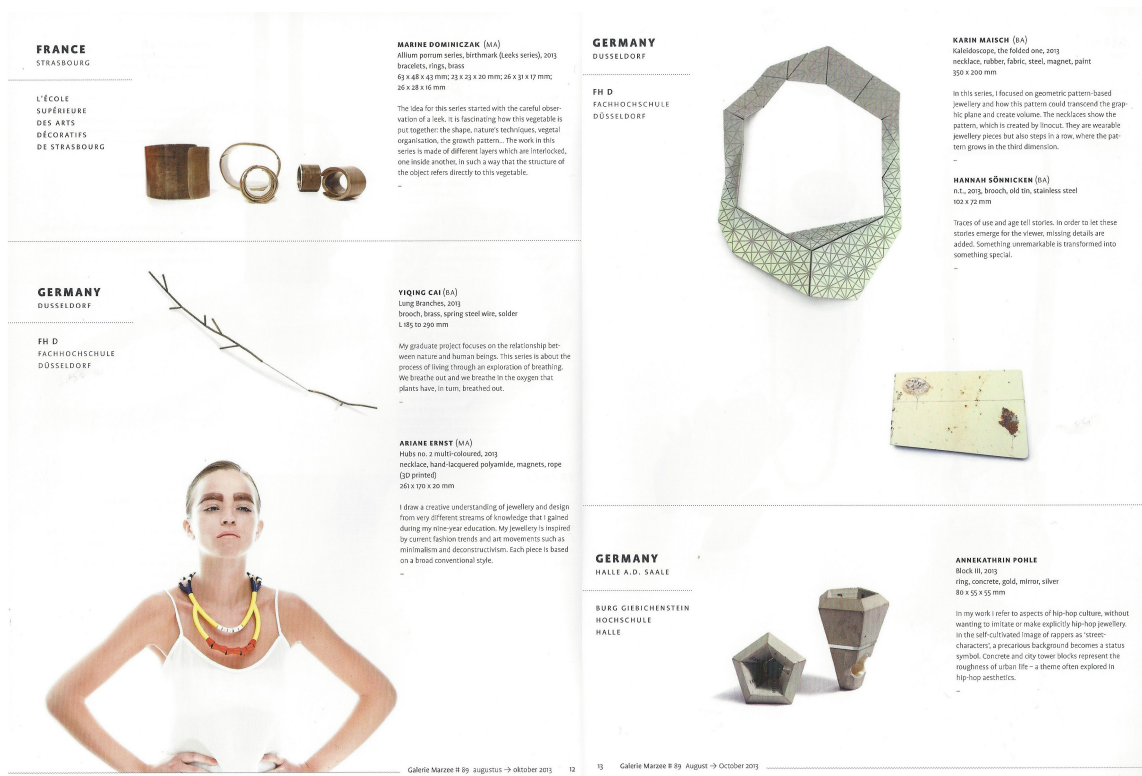 FRANCE
STRASBOURG
L'ÉCOLE
SUPÉRIEURE
DES ARTS
DÉCORATIFS
DE STRASBOURG
MARINE DOMINICZAK (MA)
Allium porrum series, birthmark (Leeks series), 2013
bracelets, rings, brass
63 x 48 x 43 mm; 23 x 23 x 20 mm; 26 x 31 x 17 mm;
26 x 28 x 16 mm
The idea for this series started with the careful obser-
vation of a leek. It is fascinating how this vegetable is
put together: the shape, nature's techniques, vegetal
organisation, the growth pattern... The work in this
series is made of different layers which are interlocked,
one inside another, in such a way that the structure of
the object refers directly to this vegetable.
–
GERMANY
DUSSELDORF
FH D
FACHHOCHSCHULE
DÜSSELDORF
YIQING CAI (BA)
Lung Branches, 2013
brooch, brass, spring steel wire, solder
L 185 to 290 mm
My graduate project focuses on the relationship bet-
ween nature and human beings. This series is about the
process of living through an exploration of breathing.
We breathe out and we breathe in the oxygen that
plants have, in turn, breathed out.
–
ARIANE ERNST (MA)
Hubs no. 2 multi-coloured, 2013
necklace, hand-lacquered polyamide, magnets, rope
(3D printed)
261 x 170 x 20 mm
I draw a creative understanding of jewellery and design
from very different streams of knowledge that I gained
during my nine-year education. My jewellery is inspired
by current fashion trends and art movements such as
minimalism and deconstructivism. Each piece is based
on a broad conventional style.
–
Galerie Marzee # 89 augustus → oktober 2013 12
GERMANY
DUSSELDORF
FH D
FACHHOCHSCHULE
DÜSSELDORF
KARIN MAISCH (BA)
Kaleidoscope, the folded one, 2013
necklace, rubber, fabric, steel, magnet, paint
350 x 200 mm
In this series, I focused on geometric pattern-based
jewellery and how this pattern could transcend the grap-
hic plane and create volume. The necklaces show the
pattern, which is created by linocut. They are wearable
jewellery pieces but also steps in a row, where the pat-
tern grows in the third dimension.
–
HANNAH SÖNNICKEN (BA)
n.t., 2013, brooch, old tin, stainless steel
102 x 72 mm
Traces of use and age tell stories. In order to let these
stories emerge for the viewer, missing details are
added. Something unremarkable is transformed into
something special.
–
GERMANY
HALLE A.D. SAALE
BURG GIEBICHENSTEIN
HOCHSCHULE
HALLE
ANNEKATHRIN POHLE
Block III, 2013
ring, concrete, gold, mirror, silver
80 x 55 x 55 mm
In my work I refer to aspects of hip-hop culture, without
wanting to imitate or make explicitly hip-hop jewellery.
In the self-cultivated image of rappers as 'street-
characters', a precarious background becomes a status
symbol. Concrete and city tower blocks represent the
roughness of urban life – a theme often explored in
hip-hop aesthetics.
–
13 Galerie Marzee # 89 August → October 2013